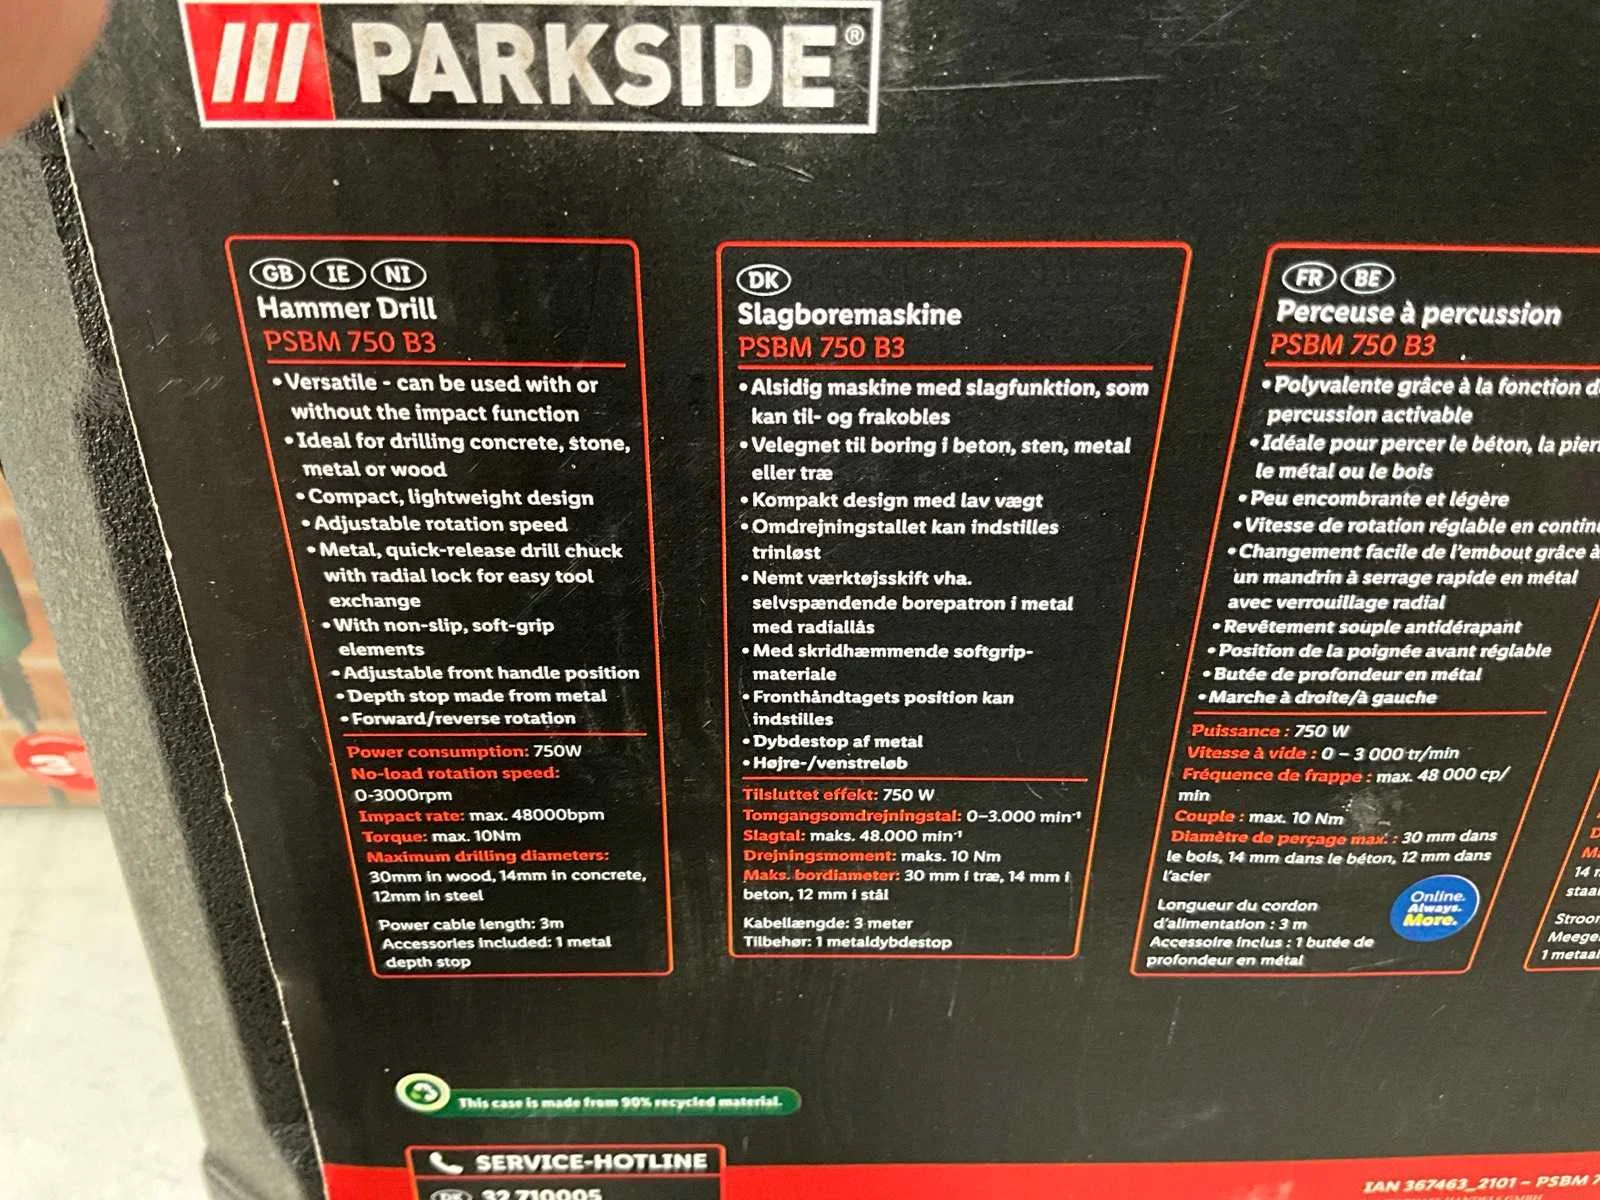 PARKSIDE®
GB IE NI
Hammer Drill
PSBM 750 B3
• Versatile - can be used with or
without the impact function
• Ideal for drilling concrete, stone,
metal or wood
• Compact, lightweight design
• Adjustable rotation speed
• Metal, quick-release drill chuck
with radial lock for easy tool
exchange
• With non-slip, soft-grip
elements
• Adjustable front handle position
• Depth stop made from metal
• Forward/reverse rotation
Power consumption: 750W
No-load rotation speed:
0-3000rpm
Impact rate: max. 48000bpm
Torque: max. 10Nm
Maximum drilling diameters:
30mm in wood, 14mm in concrete,
12mm in steel
Power cable length: 3m
Accessories included: 1 metal
depth stop
DK
Slagboremaskine
PSBM 750 B3
• Alsidig maskine med slagfunktion, som
kan til- og frakobles
• Velegnet til boring i beton, sten, metal
eller træ
• Kompakt design med lav vægt
• Omdrejningstallet kan indstilles
trinløst
• Nemt værktøjsskift vha.
selvspændende borepatron i metal
med radiallås
• Med skridhæmmende softgrip-
materiale
• Fronthåndtagets position kan
indstilles
• Dybdestop af metal
• Højre-/venstreløb
Tilsluttet effekt: 750 W
Tomgangsomdrejningstal: 0–3.000 min⁻¹
Slagtal: maks. 48.000 min⁻¹
Drejningsmoment: maks. 10 Nm
Maks. bordiameter: 30 mm i træ, 14 mm i
beton, 12 mm i stål
Kabellængde: 3 meter
Tilbehør: 1 metaldybdestop
FR BE
Perceuse à percussion
PSBM 750 B3
• Polyvalente grâce à la fonction d
percussion activable
• Idéale pour percer le béton, la pier
le métal ou le bois
• Peu encombrante et légère
• Vitesse de rotation réglable en continu
• Changement facile de l'embout grâce à
un mandrin à serrage rapide en métal
avec verrouillage radial
• Revêtement souple antidérapant
• Position de la poignée avant réglable
• Butée de profondeur en métal
• Marche à droite/à gauche
Puissance : 750 W
Vitesse à vide : 0 – 3 000 tr/min
Fréquence de frappe : max. 48 000 cp/
min
Couple : max. 10 Nm
Diamètre de perçage max. : 30 mm dans
le bois, 14 mm dans le béton, 12 mm dans
l'acier
Longueur du cordon
d'alimentation : 3 m
Accessoire inclus : 1 butée de
profondeur en métal
Online.
Always.
More.
D
Ma
14 n
staa
Stroor
Meege
1 metaal
This case is made from 90% recycled material.
SERVICE-HOTLINE
DK 32 710005
IAN 367463_2101 – PSBM 7